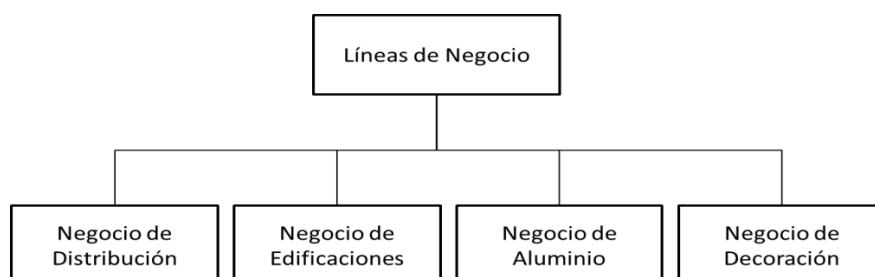 Líneas de Negocio
Negocio de
Distribución
Negocio de
Edificaciones
Negocio de
Aluminio
Negocio de
Decoración